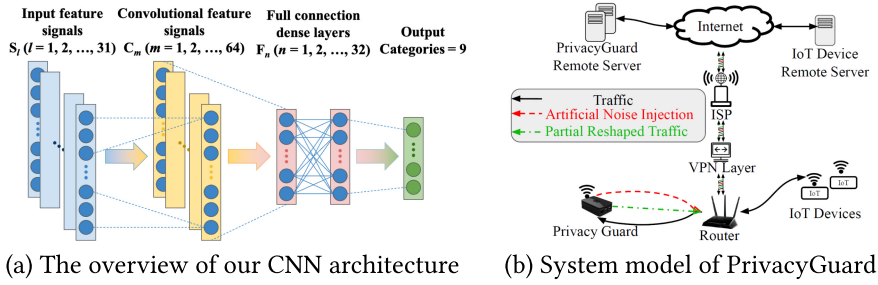 Input feature
signals
S_l (l = 1, 2, …, 31)
Convolutional feature
signals
C_m (m = 1, 2, …, 64)
Full connection
dense layers
F_n (n = 1, 2, …, 32)
Output
Categories = 9
(a) The overview of our CNN architecture
Internet
PrivacyGuard
Remote Server
IoT Device
Remote Server
Traffic
Artificial Noise Injection
Partial Reshaped Traffic
ISP
VPN Layer
IoT
IoT
IoT Devices
Privacy Guard
Router
(b) System model of PrivacyGuard